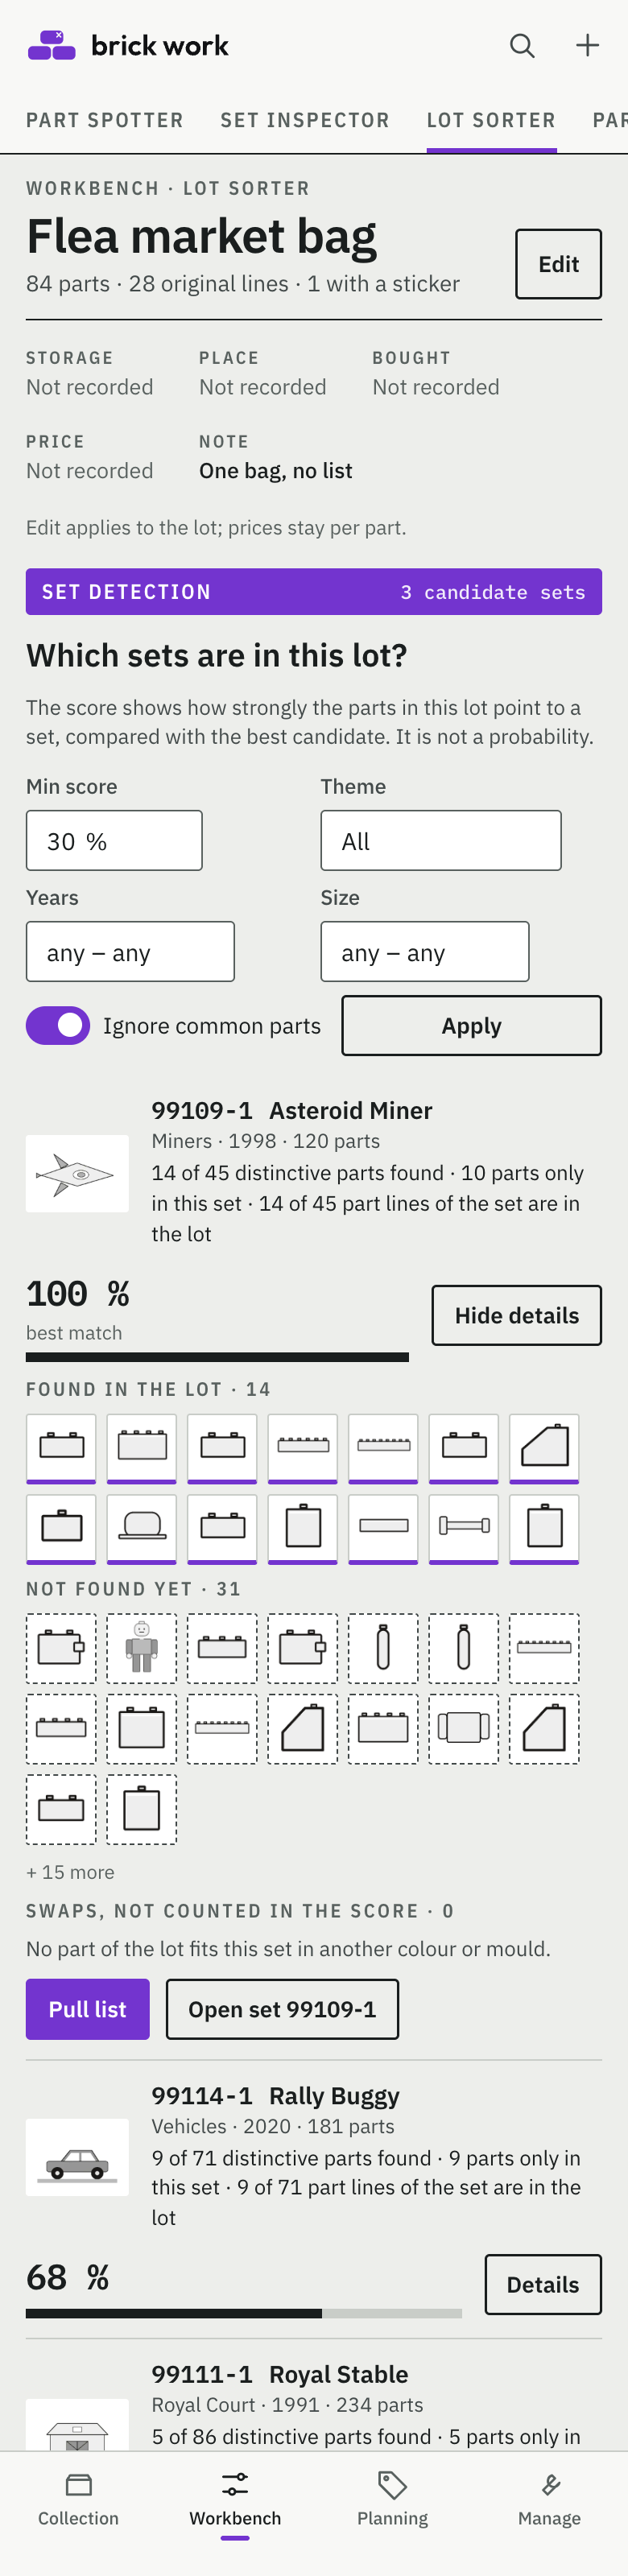 brick work
PART SPOTTER SET INSPECTOR LOT SORTER PAR
WORKBENCH · LOT SORTER
Flea market bag
84 parts · 28 original lines · 1 with a sticker
Edit
STORAGE PLACE BOUGHT
Not recorded Not recorded Not recorded
PRICE NOTE
Not recorded One bag, no list
Edit applies to the lot; prices stay per part.
SET DETECTION 3 candidate sets
Which sets are in this lot?
The score shows how strongly the parts in this lot point to a
set, compared with the best candidate. It is not a probability.
Min score Theme
30 % All
Years Size
any – any any – any
Ignore common parts Apply
99109-1 Asteroid Miner
Miners · 1998 · 120 parts
14 of 45 distinctive parts found · 10 parts only
in this set · 14 of 45 part lines of the set are in
the lot
100 %
best match
Hide details
FOUND IN THE LOT · 14
NOT FOUND YET · 31
+ 15 more
SWAPS, NOT COUNTED IN THE SCORE · 0
No part of the lot fits this set in another colour or mould.
Pull list Open set 99109-1
99114-1 Rally Buggy
Vehicles · 2020 · 181 parts
9 of 71 distinctive parts found · 9 parts only in
this set · 9 of 71 part lines of the set are in the
lot
68 % Details
99111-1 Royal Stable
Royal Court · 1991 · 234 parts
5 of 86 distinctive parts found · 5 parts only in
Collection Workbench Planning Manage